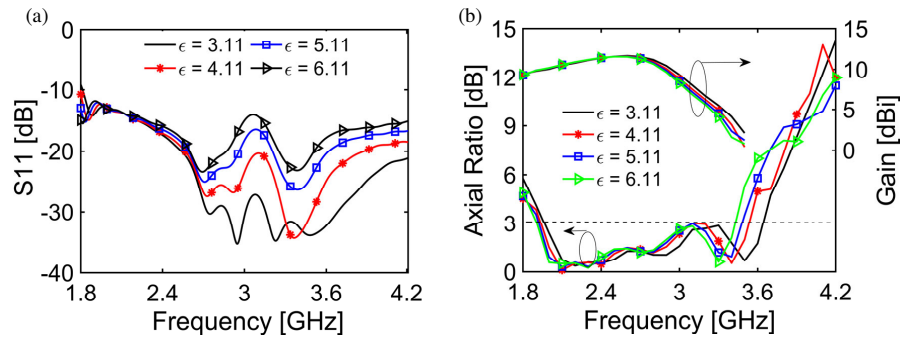 (a)
0
-10
-20
-30
-40
S11 [dB]
ϵ = 3.11
ϵ = 5.11
ϵ = 4.11
ϵ = 6.11
1.8
2.4
3
3.6
4.2
Frequency [GHz]
(b)
15
12
9
6
3
0
Axial Ratio [dB]
15
10
5
0
Gain [dBi]
ϵ = 3.11
ϵ = 4.11
ϵ = 5.11
ϵ = 6.11
1.8
2.4
3
3.6
4.2
Frequency [GHz]